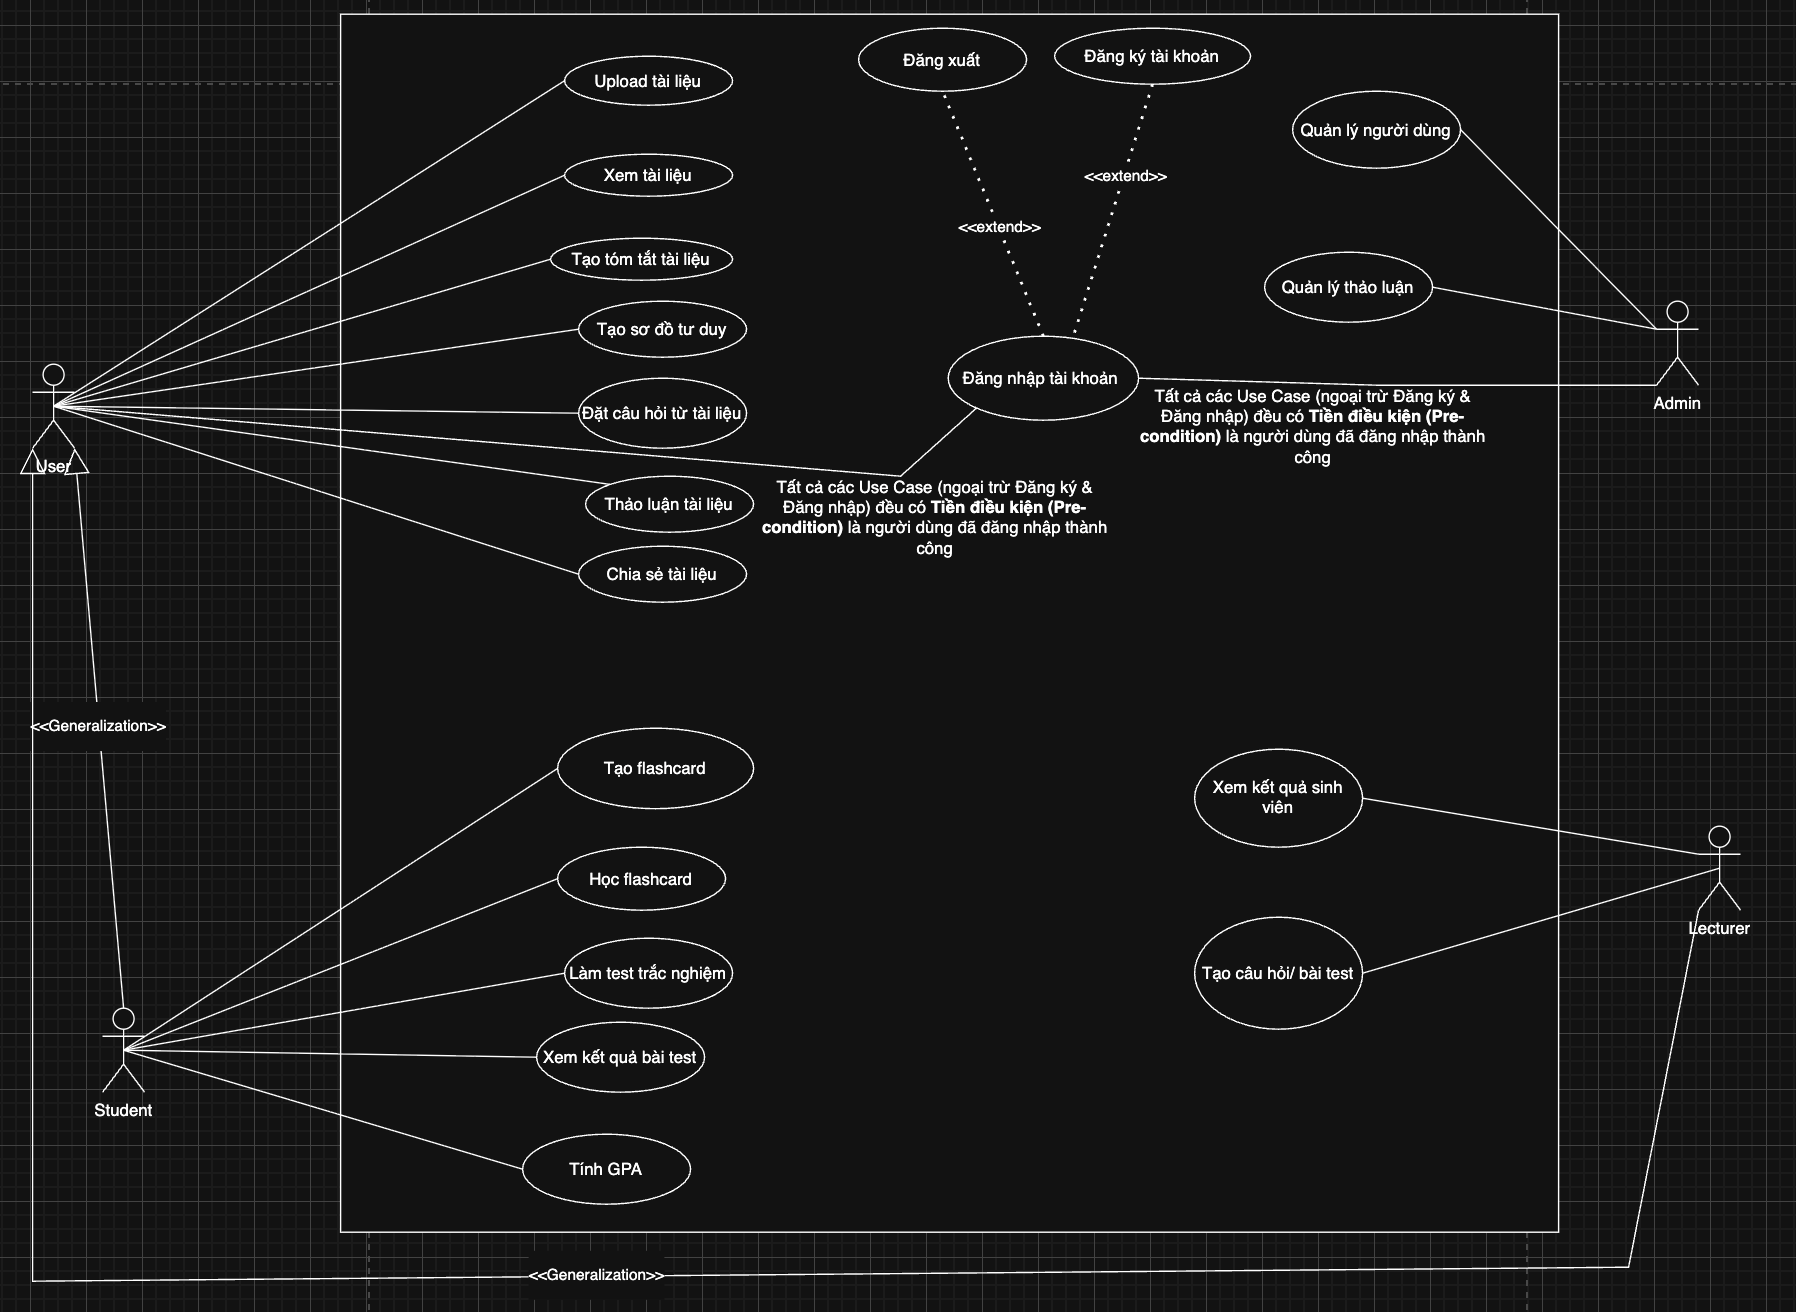 Đăng xuất
Đăng ký tài khoản
Upload tài liệu
Quản lý người dùng
Xem tài liệu
<<extend>>
<<extend>>
Tạo tóm tắt tài liệu
Quản lý thảo luận
Tạo sơ đồ tư duy
Đăng nhập tài khoản
Admin
Tất cả các Use Case (ngoại trừ Đăng ký &
Đăng nhập) đều có Tiền điều kiện (Pre-
condition) là người dùng đã đăng nhập thành
công
Đặt câu hỏi từ tài liệu
User
Tất cả các Use Case (ngoại trừ Đăng ký &
Đăng nhập) đều có Tiền điều kiện (Pre-
condition) là người dùng đã đăng nhập thành
công
Thảo luận tài liệu
Chia sẻ tài liệu
<<Generalization>>
Tạo flashcard
Xem kết quả sinh
viên
Học flashcard
Lecturer
Làm test trắc nghiệm
Tạo câu hỏi/ bài test
Xem kết quả bài test
Student
Tính GPA
<<Generalization>>